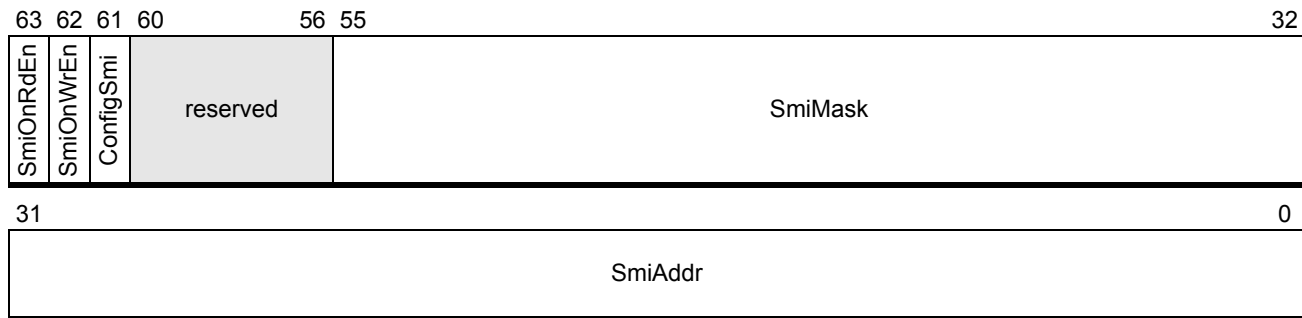 63 62 61 60 56 55 32
SmiOnRdEn SmiOnWrEn ConfigSmi reserved SmiMask
31 0
SmiAddr